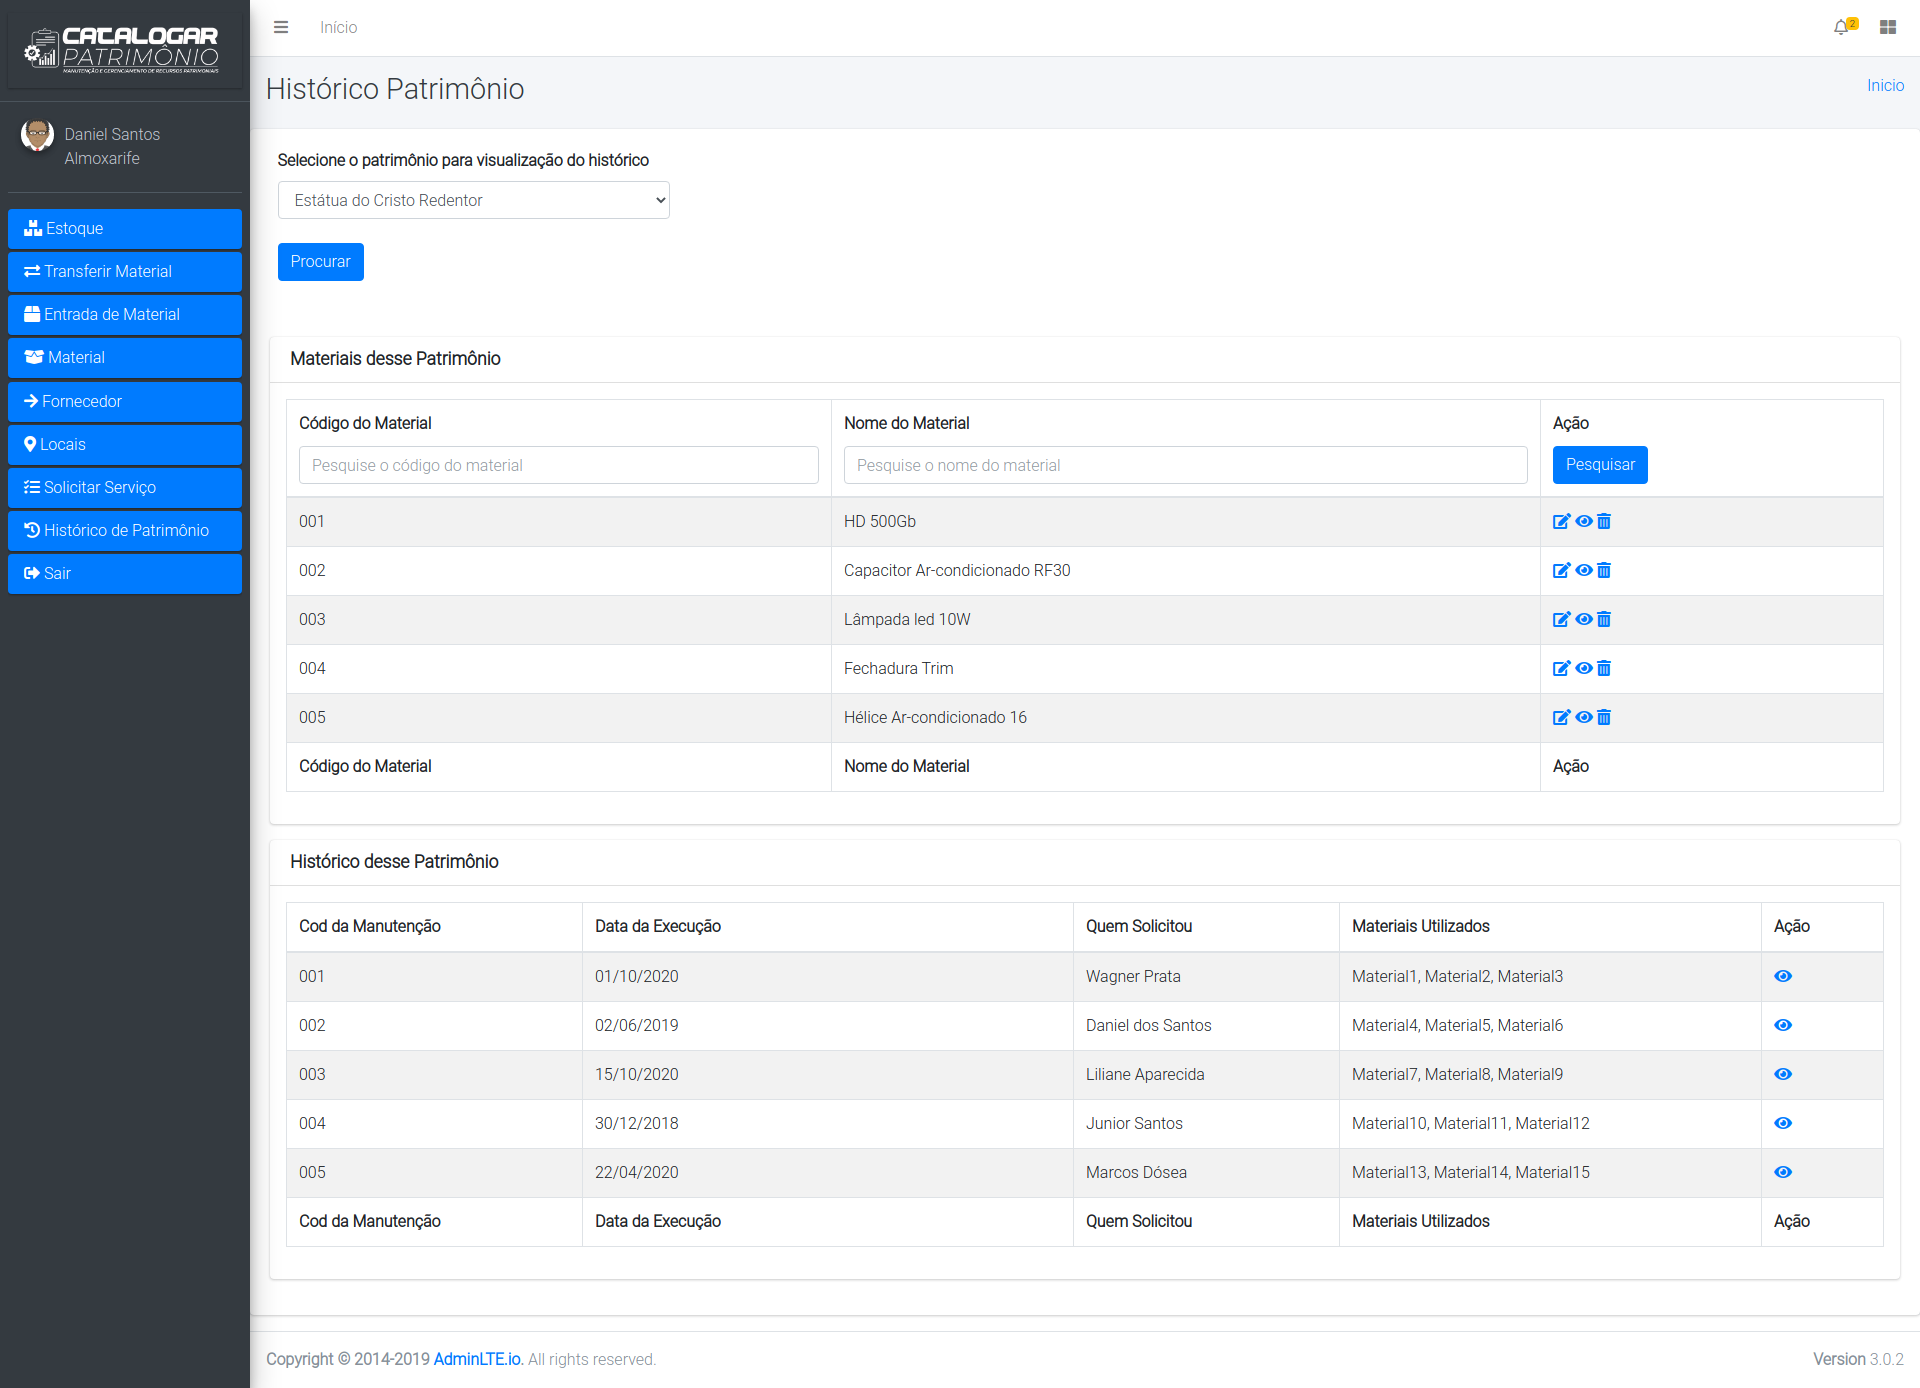 CATALOGAR
PATRIMÔNIO
MANUTENÇÃO E GERENCIAMENTO DE RECURSOS PATRIMONIAIS
Início
2
Histórico Patrimônio
Inicio
Daniel Santos
Almoxarife
Estoque
Transferir Material
Entrada de Material
Material
Fornecedor
Locais
Solicitar Serviço
Histórico de Patrimônio
Sair
Selecione o patrimônio para visualização do histórico
Estátua do Cristo Redentor
Procurar
Materiais desse Patrimônio
Código do Material Nome do Material Ação
Pesquise o código do material Pesquise o nome do material Pesquisar
001 HD 500Gb
002 Capacitor Ar-condicionado RF30
003 Lâmpada led 10W
004 Fechadura Trim
005 Hélice Ar-condicionado 16
Código do Material Nome do Material Ação
Histórico desse Patrimônio
Cod da Manutenção Data da Execução Quem Solicitou Materiais Utilizados Ação
001 01/10/2020 Wagner Prata Material1, Material2, Material3
002 02/06/2019 Daniel dos Santos Material4, Material5, Material6
003 15/10/2020 Liliane Aparecida Material7, Material8, Material9
004 30/12/2018 Junior Santos Material10, Material11, Material12
005 22/04/2020 Marcos Dósea Material13, Material14, Material15
Cod da Manutenção Data da Execução Quem Solicitou Materiais Utilizados Ação
Copyright © 2014-2019 AdminLTE.io. All rights reserved.
Version 3.0.2